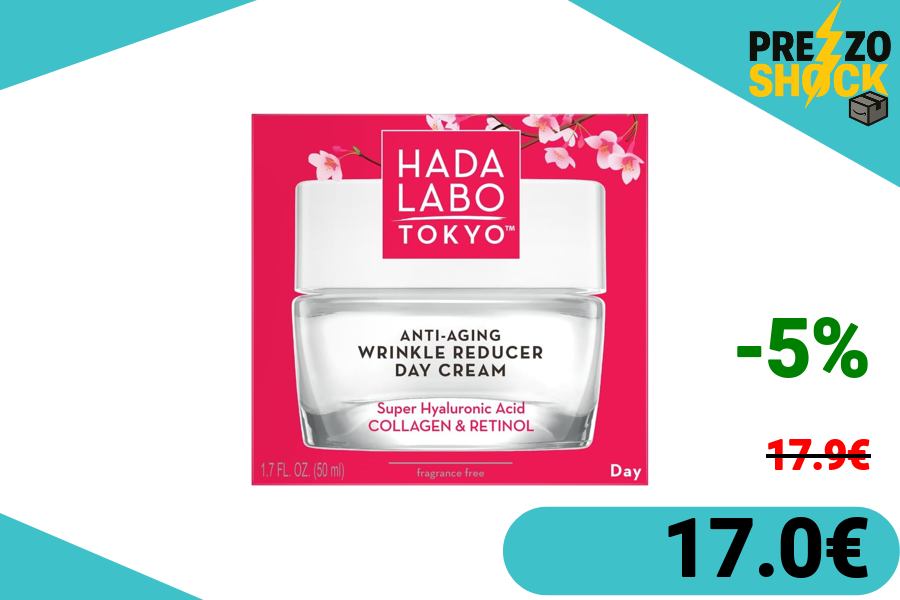 PREZZO
SHOCK
HADA
LABO
TOKYO™
ANTI-AGING
WRINKLE REDUCER
DAY CREAM
Super Hyaluronic Acid
COLLAGEN & RETINOL
1.7 FL. OZ. (50 ml)
fragrance free
Day
-5%
17.9€
17.0€